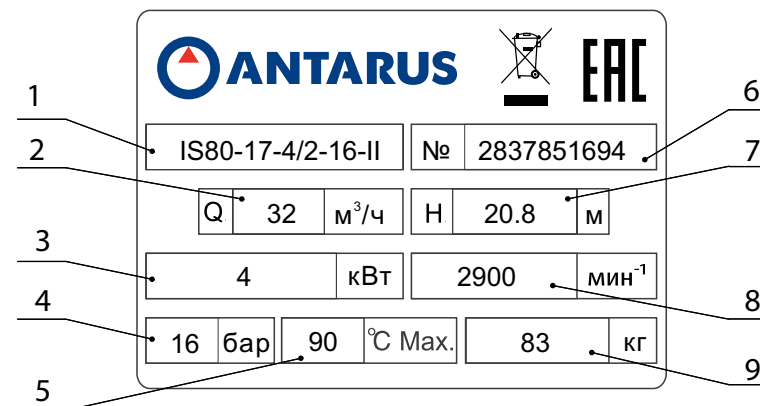 ANTARUS EAC
1 6
IS80-17-4/2-16-II № 2837851694
2 7
Q 32 м³/ч H 20.8 м
3
4 кВт 2900 мин⁻¹
4 8
16 бар 90 °C Max. 83 кг
5 9